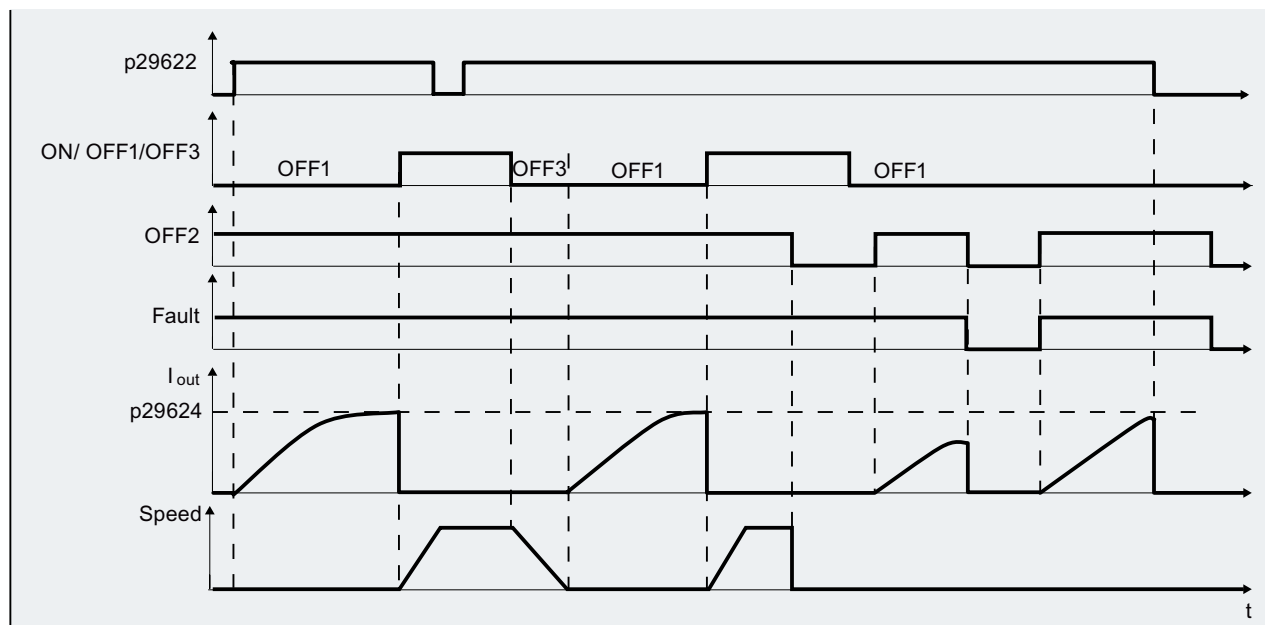 p29622
ON/ OFF1/OFF3
OFF1
OFF3
OFF1
OFF1
OFF2
Fault
I out
p29624
Speed
t